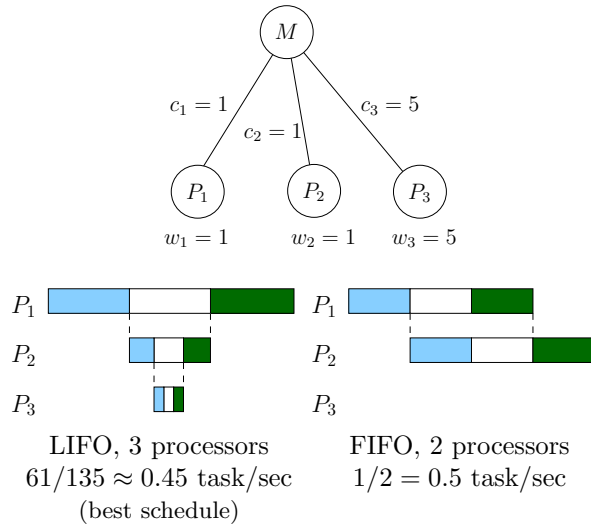 M
c₁ = 1
c₂ = 1
c₃ = 5
P₁ P₂ P₃
w₁ = 1 w₂ = 1 w₃ = 5
P₁
P₂
P₃
LIFO, 3 processors
61/135 ≈ 0.45 task/sec
(best schedule)
P₁
P₂
P₃
FIFO, 2 processors
1/2 = 0.5 task/sec